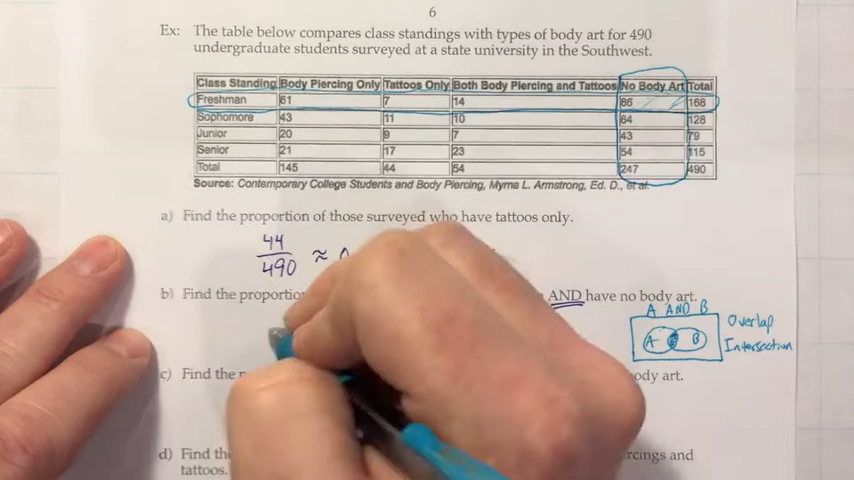 6
Ex: The table below compares class standings with types of body art for 490
undergraduate students surveyed at a state university in the Southwest.
Class Standing Body Piercing Only Tattoos Only Both Body Piercing and Tattoos No Body Art Total
Freshman 61 7 14 86 168
Sophomore 43 11 10 64 128
Junior 20 9 7 43 79
Senior 21 17 23 54 115
Total 145 44 54 247 490
Source: Contemporary College Students and Body Piercing, Myrna L. Armstrong, Ed. D., et al.
a) Find the proportion of those surveyed who have tattoos only.
44
490 ≈ 0
b) Find the AND have no body art.
A AND B
A B
Overlap
Intersection
c) Find the body art.
d) Find and
tattoos.